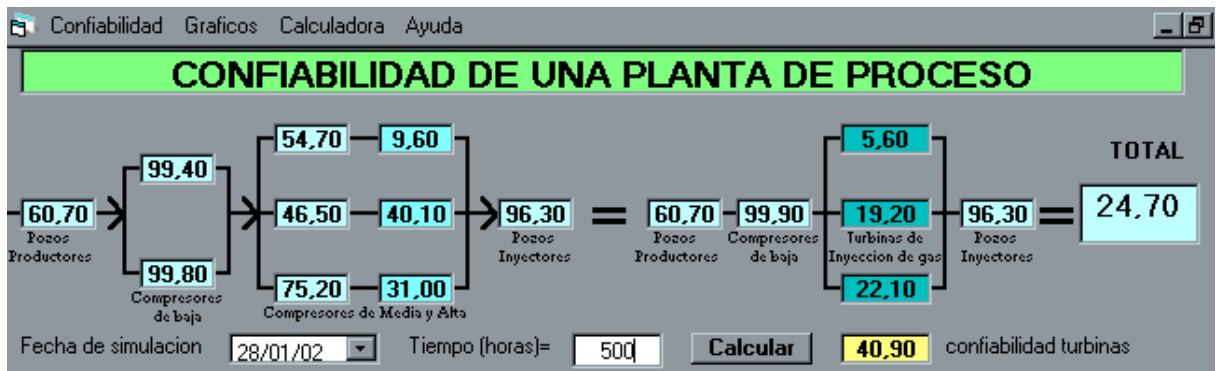 Confiabilidad Graficos Calculadora Ayuda
CONFIABILIDAD DE UNA PLANTA DE PROCESO
54,70 9,60 5,60 TOTAL
99,40
60,70 46,50 40,10 96,30 = 60,70 99,90 19,20 96,30 = 24,70
Pozos Productores
Pozos Inyectores
Pozos Productores
Compresores de baja
Turbinas de Inyeccion de gas
Pozos Inyectores
99,80 75,20 31,00 22,10
Compresores de baja
Compresores de Media y Alta
Fecha de simulacion 28/01/02 Tiempo (horas)= 500 Calcular 40,90 confiabilidad turbinas